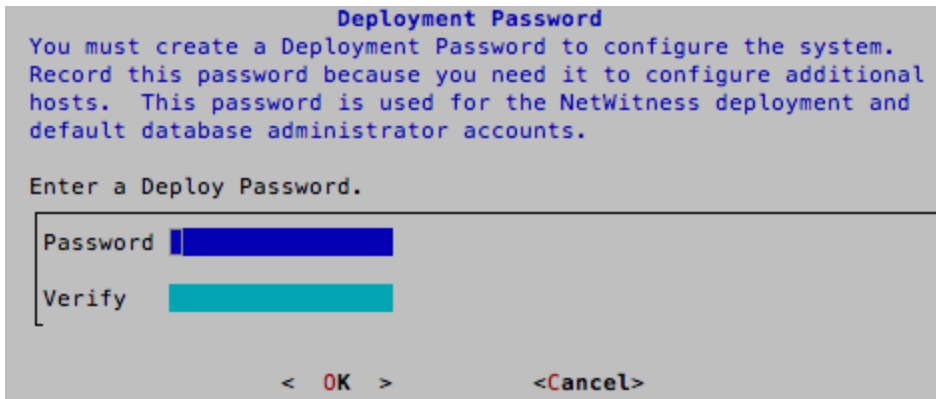 Deployment Password
You must create a Deployment Password to configure the system.
Record this password because you need it to configure additional
hosts.  This password is used for the NetWitness deployment and
default database administrator accounts.
Enter a Deploy Password.
Password
Verify
<  OK  >
<Cancel>